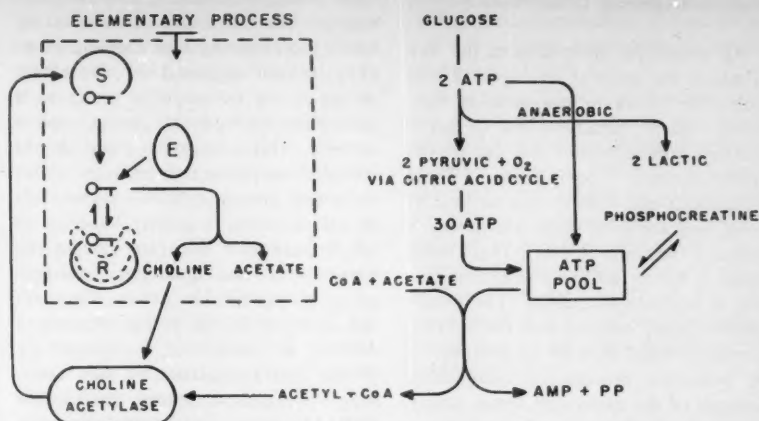 ELEMENTARY PROCESS
S
E
R
CHOLINE
ACETATE
CHOLINE
ACETYLASE
GLUCOSE
2 ATP
ANAEROBIC
2 PYRUVIC + O2
VIA CITRIC ACID CYCLE
2 LACTIC
30 ATP
PHOSPHOCREATINE
ATP
POOL
CoA + ACETATE
ACETYL + CoA
AMP + PP